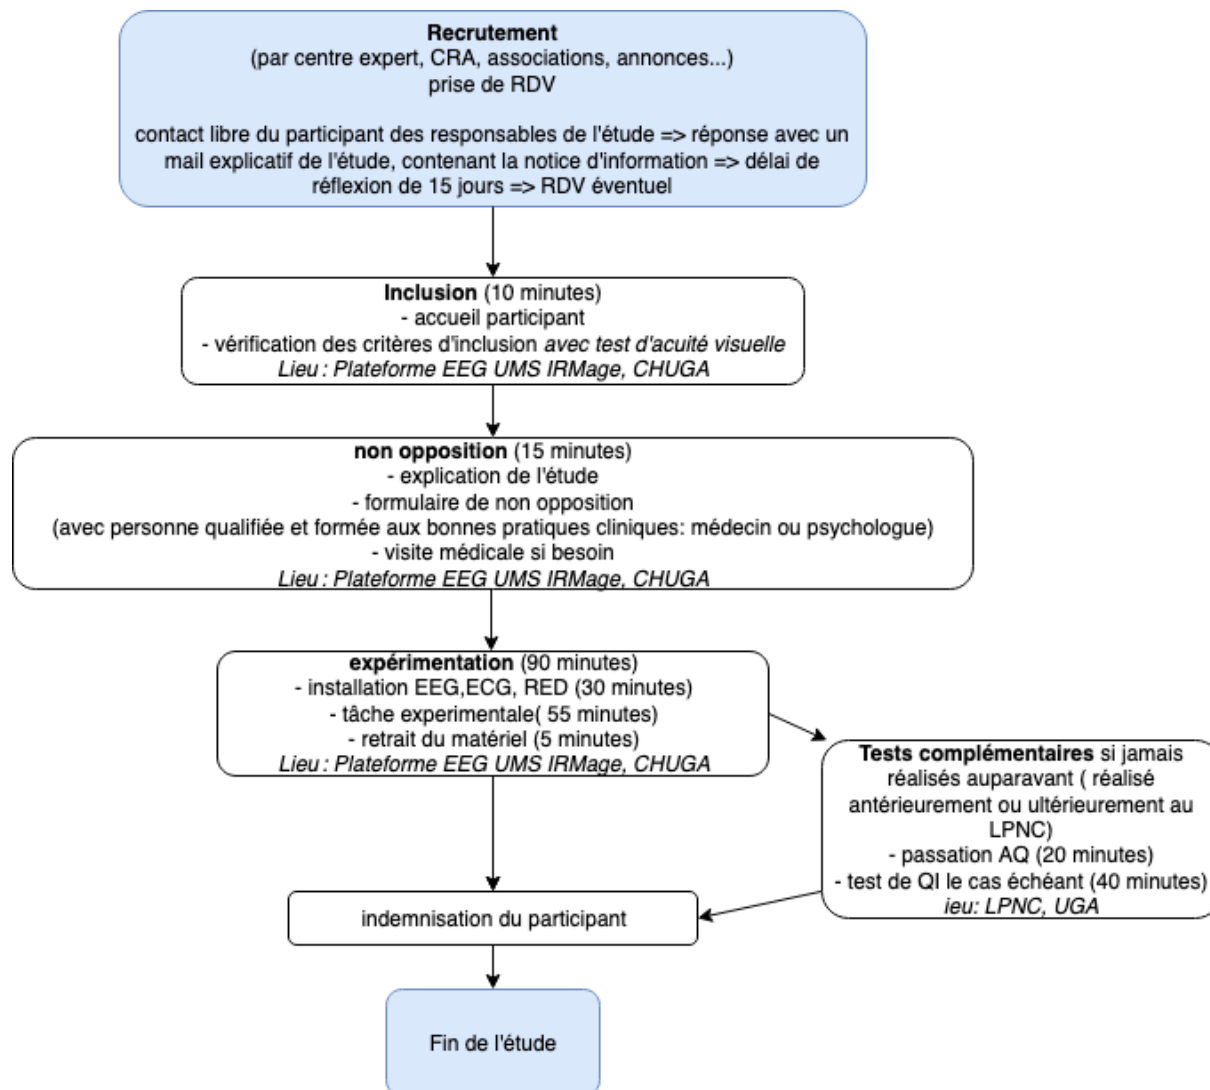 Recrutement
(par centre expert, CRA, associations, annonces...)
prise de RDV
contact libre du participant des responsables de l'étude => réponse avec un
mail explicatif de l'étude, contenant la notice d'information => délai de
réflexion de 15 jours => RDV éventuel
Inclusion (10 minutes)
- accueil participant
- vérification des critères d'inclusion avec test d'acuité visuelle
Lieu : Plateforme EEG UMS IRMage, CHUGA
non opposition (15 minutes)
- explication de l'étude
- formulaire de non opposition
(avec personne qualifiée et formée aux bonnes pratiques cliniques: médecin ou psychologue)
- visite médicale si besoin
Lieu : Plateforme EEG UMS IRMage, CHUGA
expérimentation (90 minutes)
- installation EEG,ECG, RED (30 minutes)
- tâche experimentale( 55 minutes)
- retrait du matériel (5 minutes)
Lieu : Plateforme EEG UMS IRMage, CHUGA
Tests complémentaires si jamais
réalisés auparavant ( réalisé
antérieurement ou ultérieurement au
LPNC)
- passation AQ (20 minutes)
- test de QI le cas échéant (40 minutes)
ieu: LPNC, UGA
indemnisation du participant
Fin de l'étude